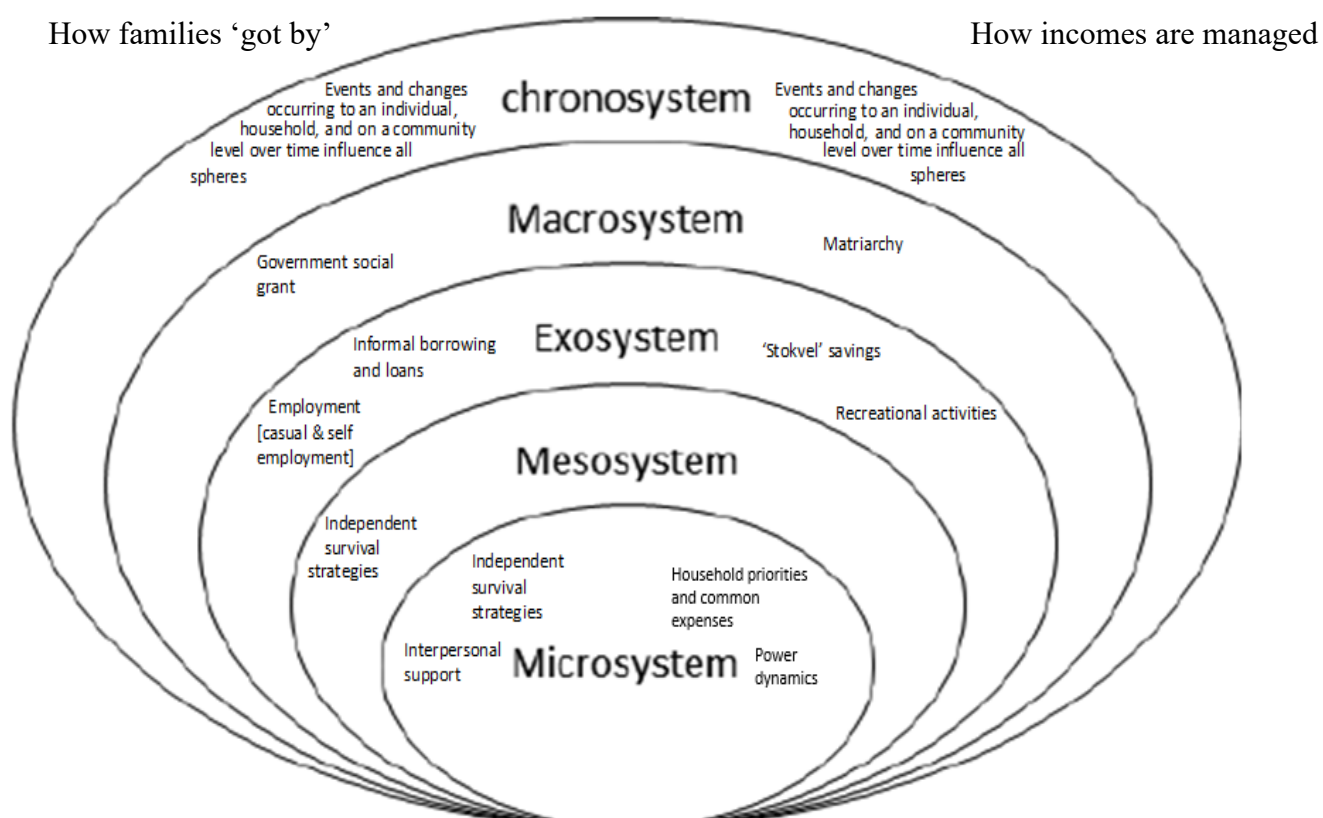 How families ‘got by’
How incomes are managed
Events and changes
occurring to an individual,
household, and on a community
level over time influence all
spheres
chronosystem
Events and changes
occurring to an individual,
household, and on a community
level over time influence all
spheres
Macrosystem
Government social
grant
Matriarchy
Exosystem
Informal borrowing
and loans
‘Stokvel’ savings
Employment
[casual & self
employment]
Recreational activities
Mesosystem
Independent
survival
strategies
Independent
survival
strategies
Household priorities
and common
expenses
Interpersonal
support
Microsystem
Power
dynamics